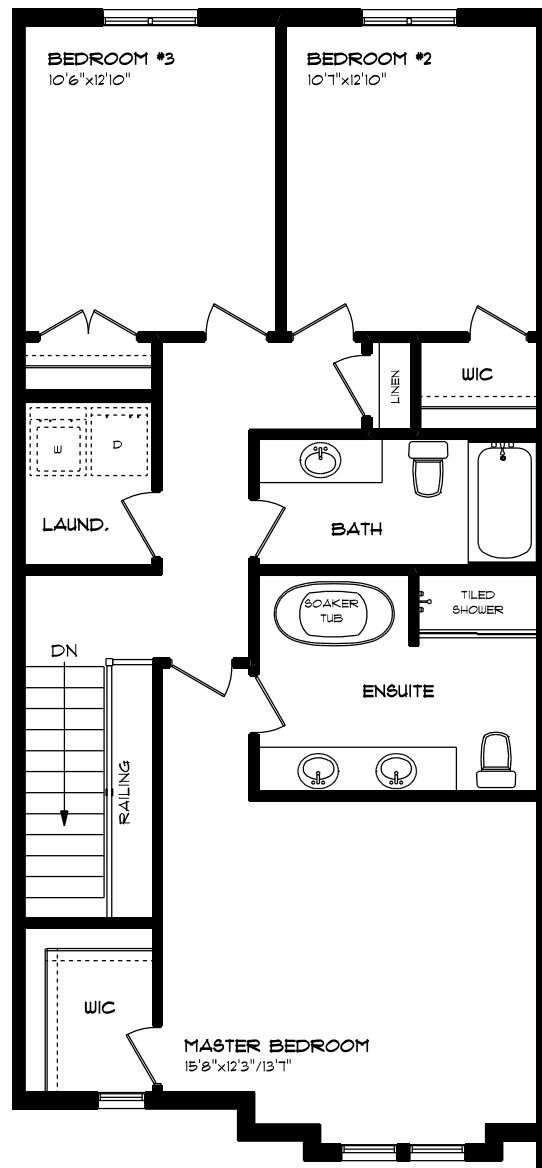 BEDROOM #3
10'6"x12'10"
BEDROOM #2
10'7"x12'10"
LINEN
WIC
W
D
LAUND.
BATH
SOAKER
TUB
TILED
SHOWER
DN
ENSUITE
RAILING
WIC
MASTER BEDROOM
15'8"x12'3"/13'7"